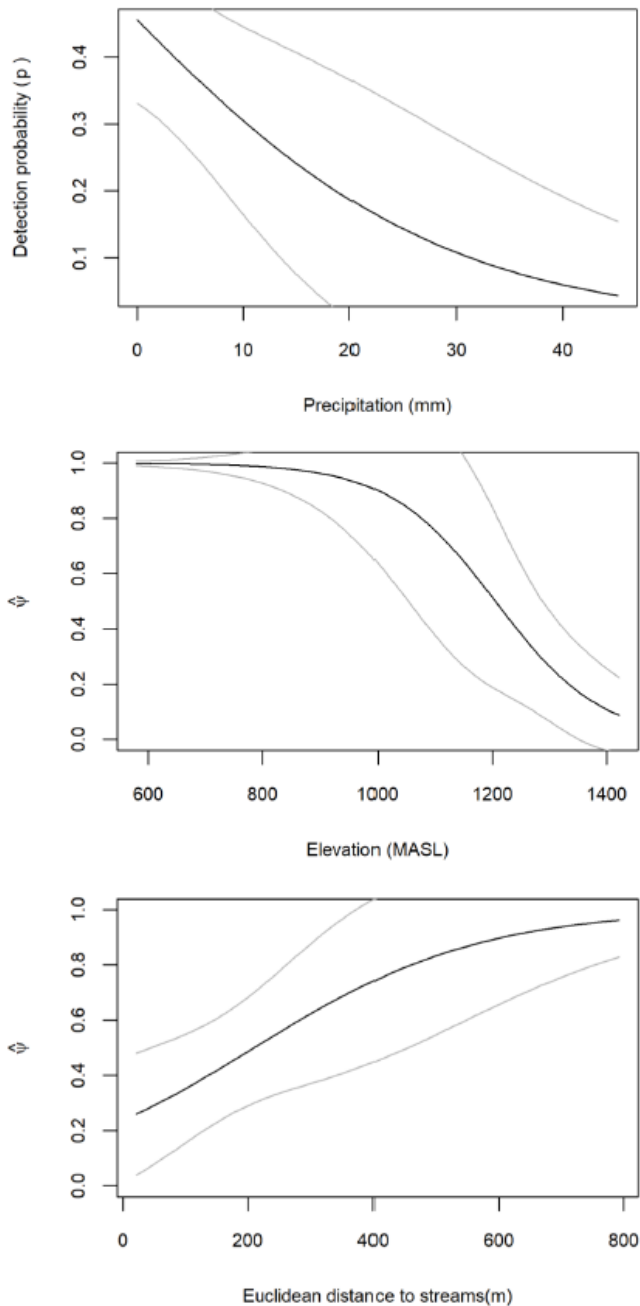 Detection probability (p)
0.4
0.3
0.2
0.1
0 10 20 30 40
Precipitation (mm)
ψ̂
1.0
0.8
0.6
0.4
0.2
0.0
600 800 1000 1200 1400
Elevation (MASL)
ψ̂
1.0
0.8
0.6
0.4
0.2
0.0
0 200 400 600 800
Euclidean distance to streams(m)